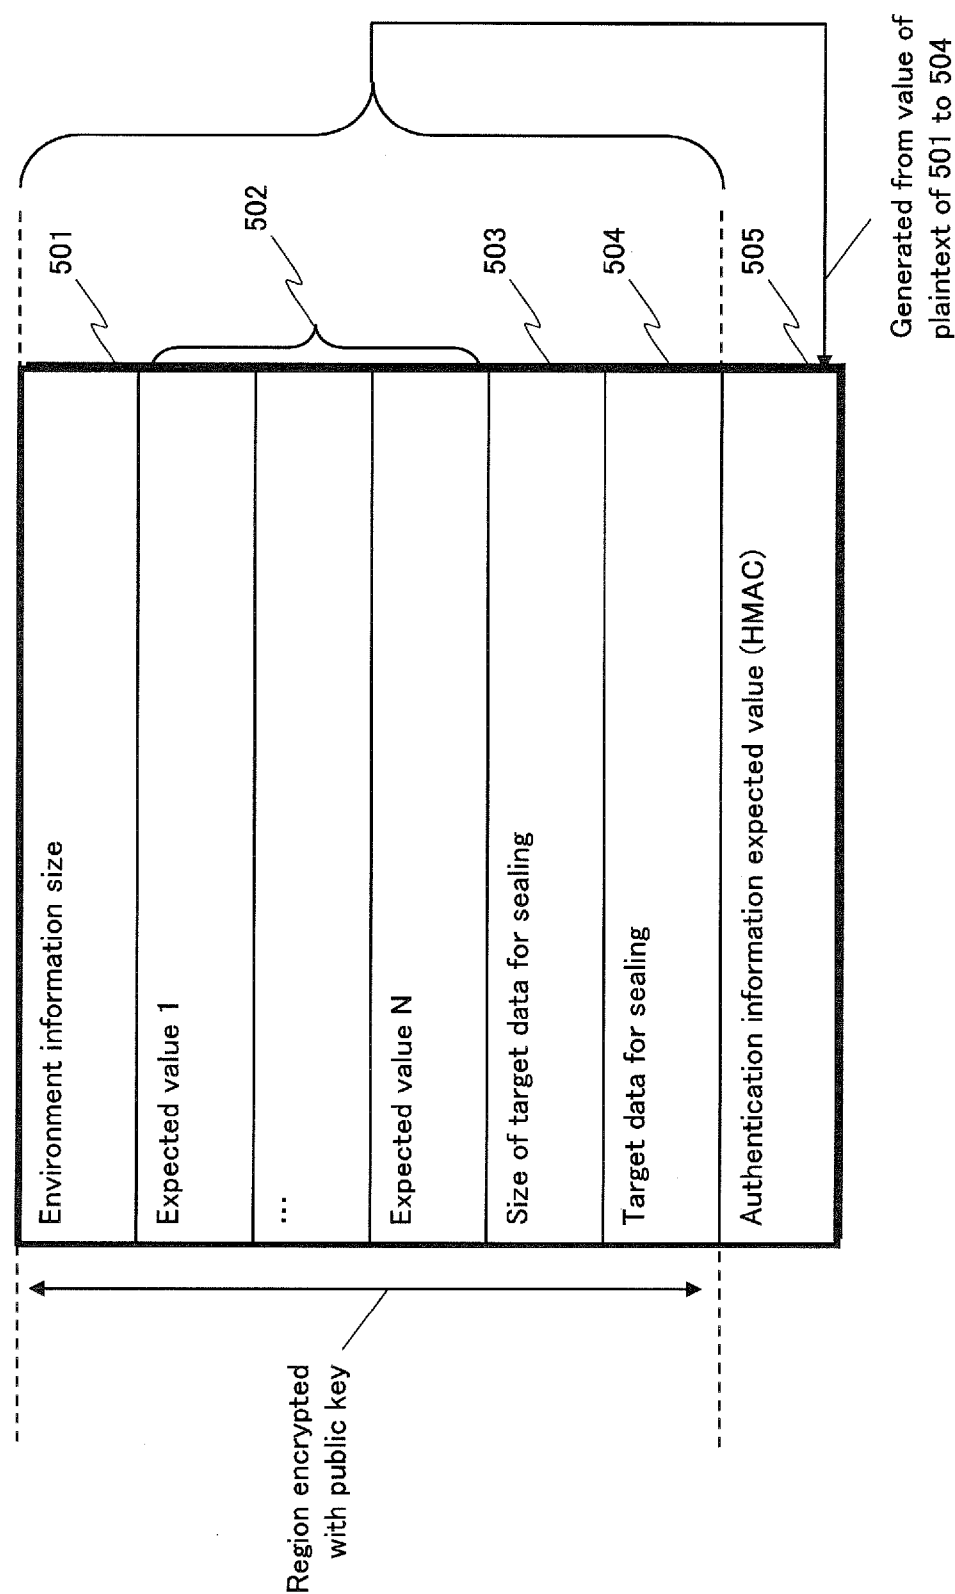 Region encrypted
with public key
Environment information size
Expected value 1
...
Expected value N
Size of target data for sealing
Target data for sealing
Authentication information expected value (HMAC)
501
502
503
504
505
Generated from value of
plaintext of 501 to 504